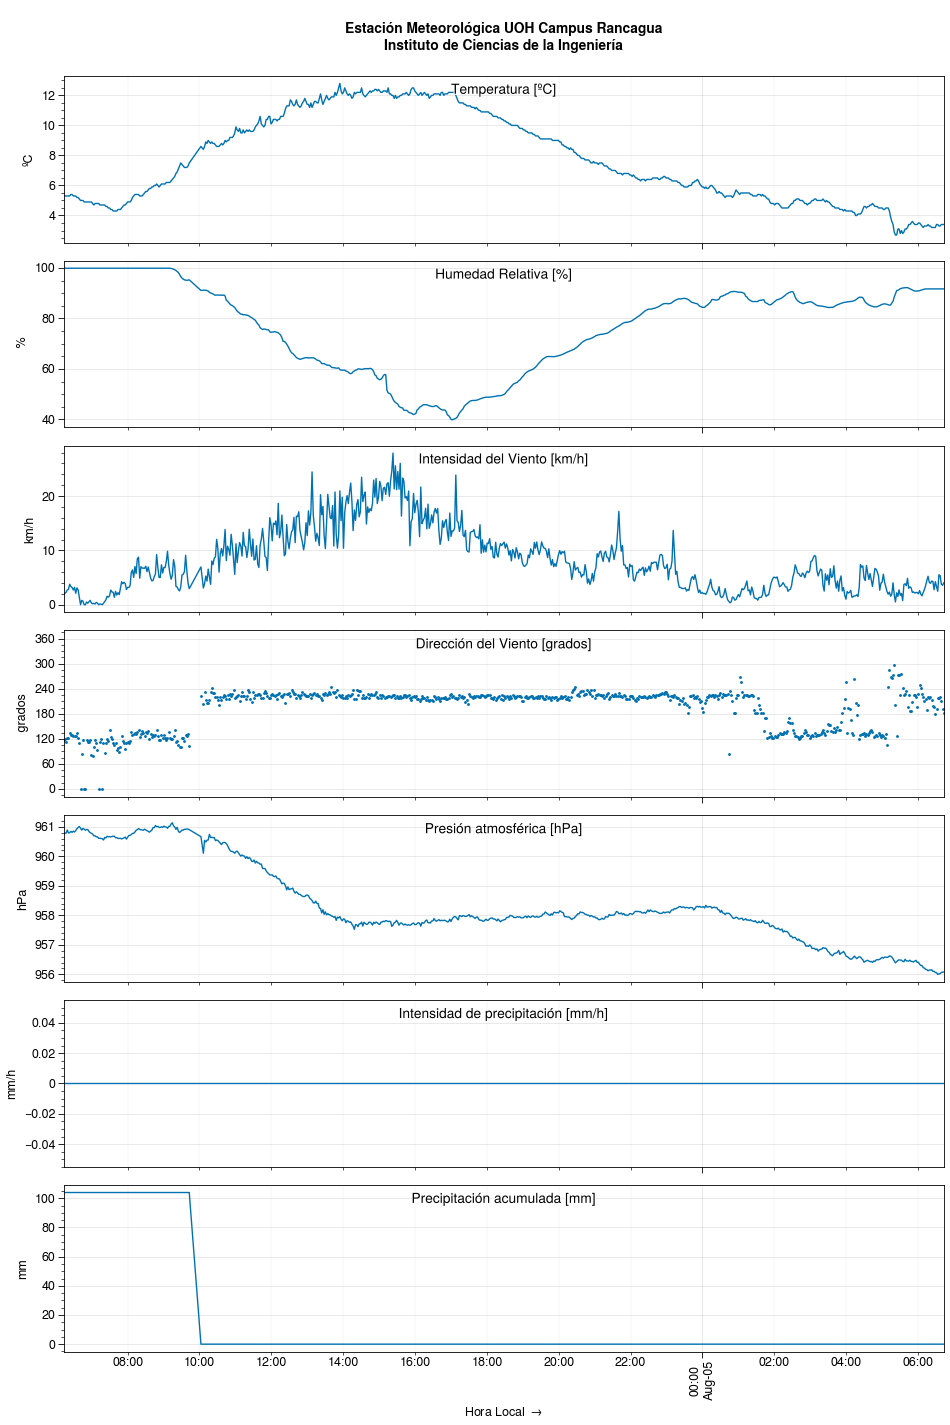 Estación Meteorológica UOH Campus Rancagua
Instituto de Ciencias de la Ingeniería
Temperatura [ºC]
ºC
12
10
8
6
4
Humedad Relativa [%]
%
100
80
60
40
Intensidad del Viento [km/h]
km/h
20
10
0
Dirección del Viento [grados]
grados
360
300
240
180
120
60
0
Presión atmosférica [hPa]
hPa
961
960
959
958
957
956
Intensidad de precipitación [mm/h]
mm/h
0.04
0.02
0
−0.02
−0.04
Precipitación acumulada [mm]
mm
100
80
60
40
20
0
08:00 10:00 12:00 14:00 16:00 18:00 20:00 22:00 00:00 02:00 04:00 06:00
Aug-05
Hora Local →